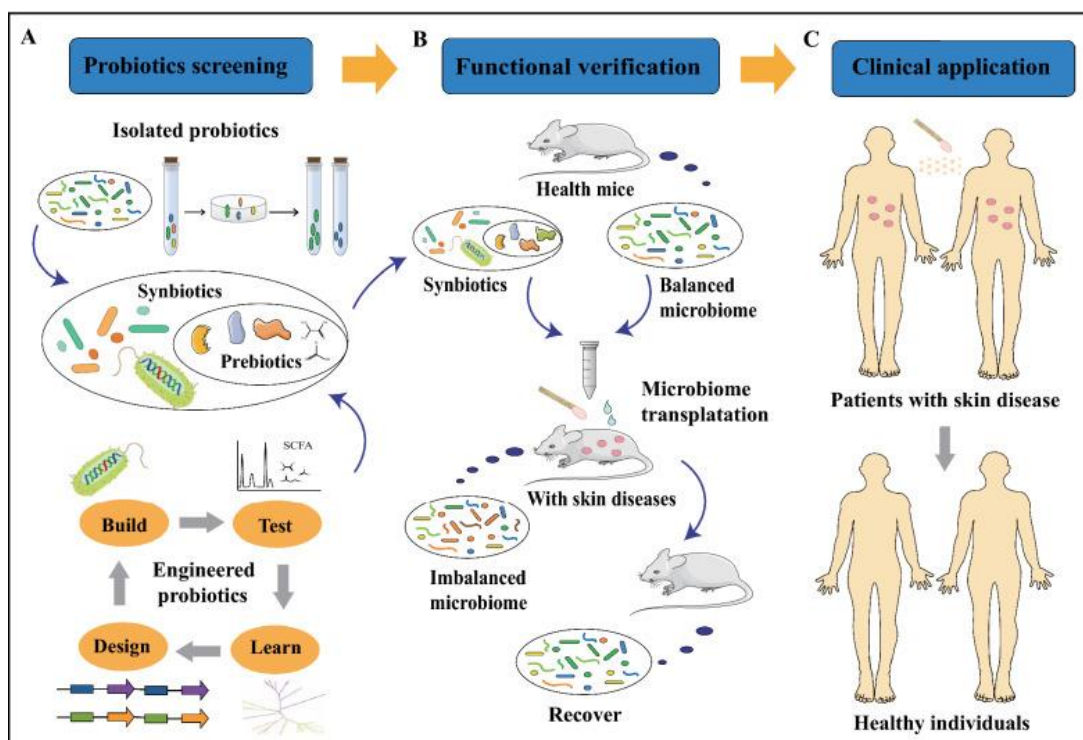 A
Probiotics screening
B
Functional verification
C
Clinical application
Isolated probiotics
Synbiotics
Prebiotics
SCFA
Build
Test
Engineered
probiotics
Design
Learn
Health mice
Synbiotics
Balanced
microbiome
Microbiome
transplatation
With skin diseases
Imbalanced
microbiome
Recover
Patients with skin disease
Healthy individuals